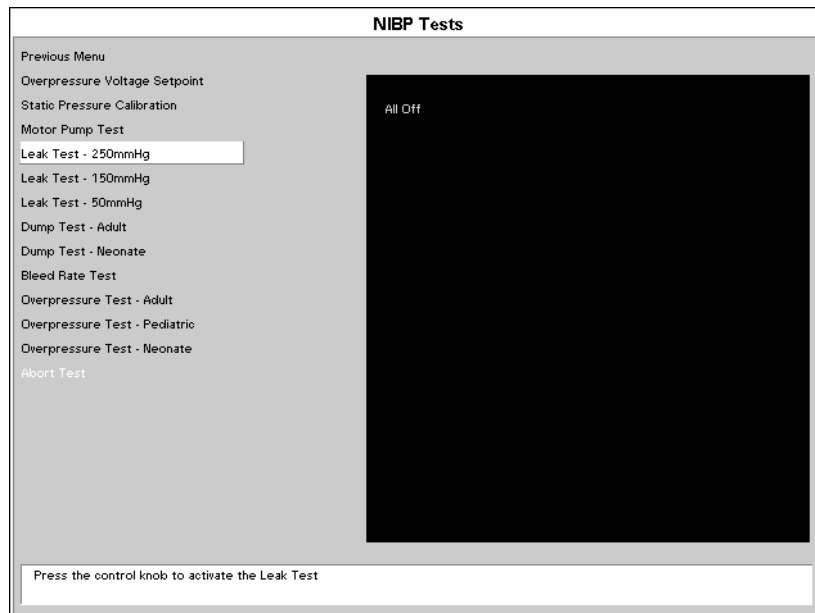 NIBP Tests
Previous Menu
Overpressure Voltage Setpoint
Static Pressure Calibration
Motor Pump Test
Leak Test - 250mmHg
Leak Test - 150mmHg
Leak Test - 50mmHg
Dump Test - Adult
Dump Test - Neonate
Bleed Rate Test
Overpressure Test - Adult
Overpressure Test - Pediatric
Overpressure Test - Neonate
Abort Test
All Off
Press the control knob to activate the Leak Test